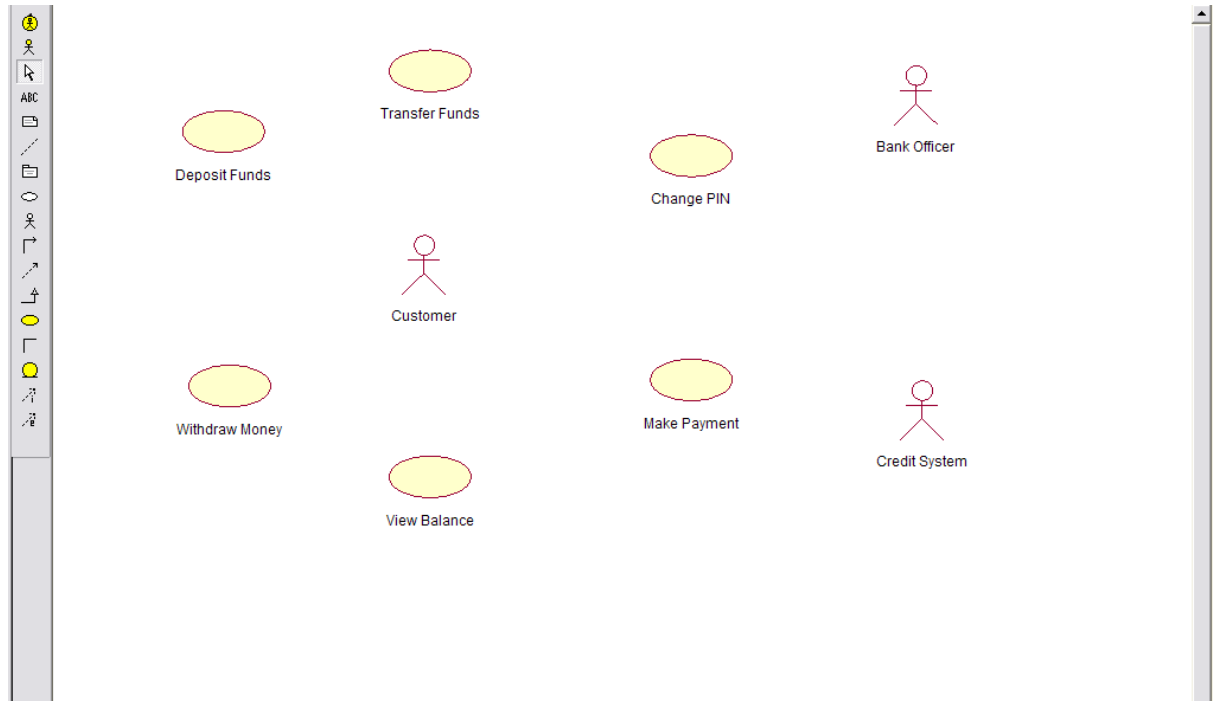 ABC
Transfer Funds
Deposit Funds
Bank Officer
Change PIN
Customer
Withdraw Money
Make Payment
Credit System
View Balance